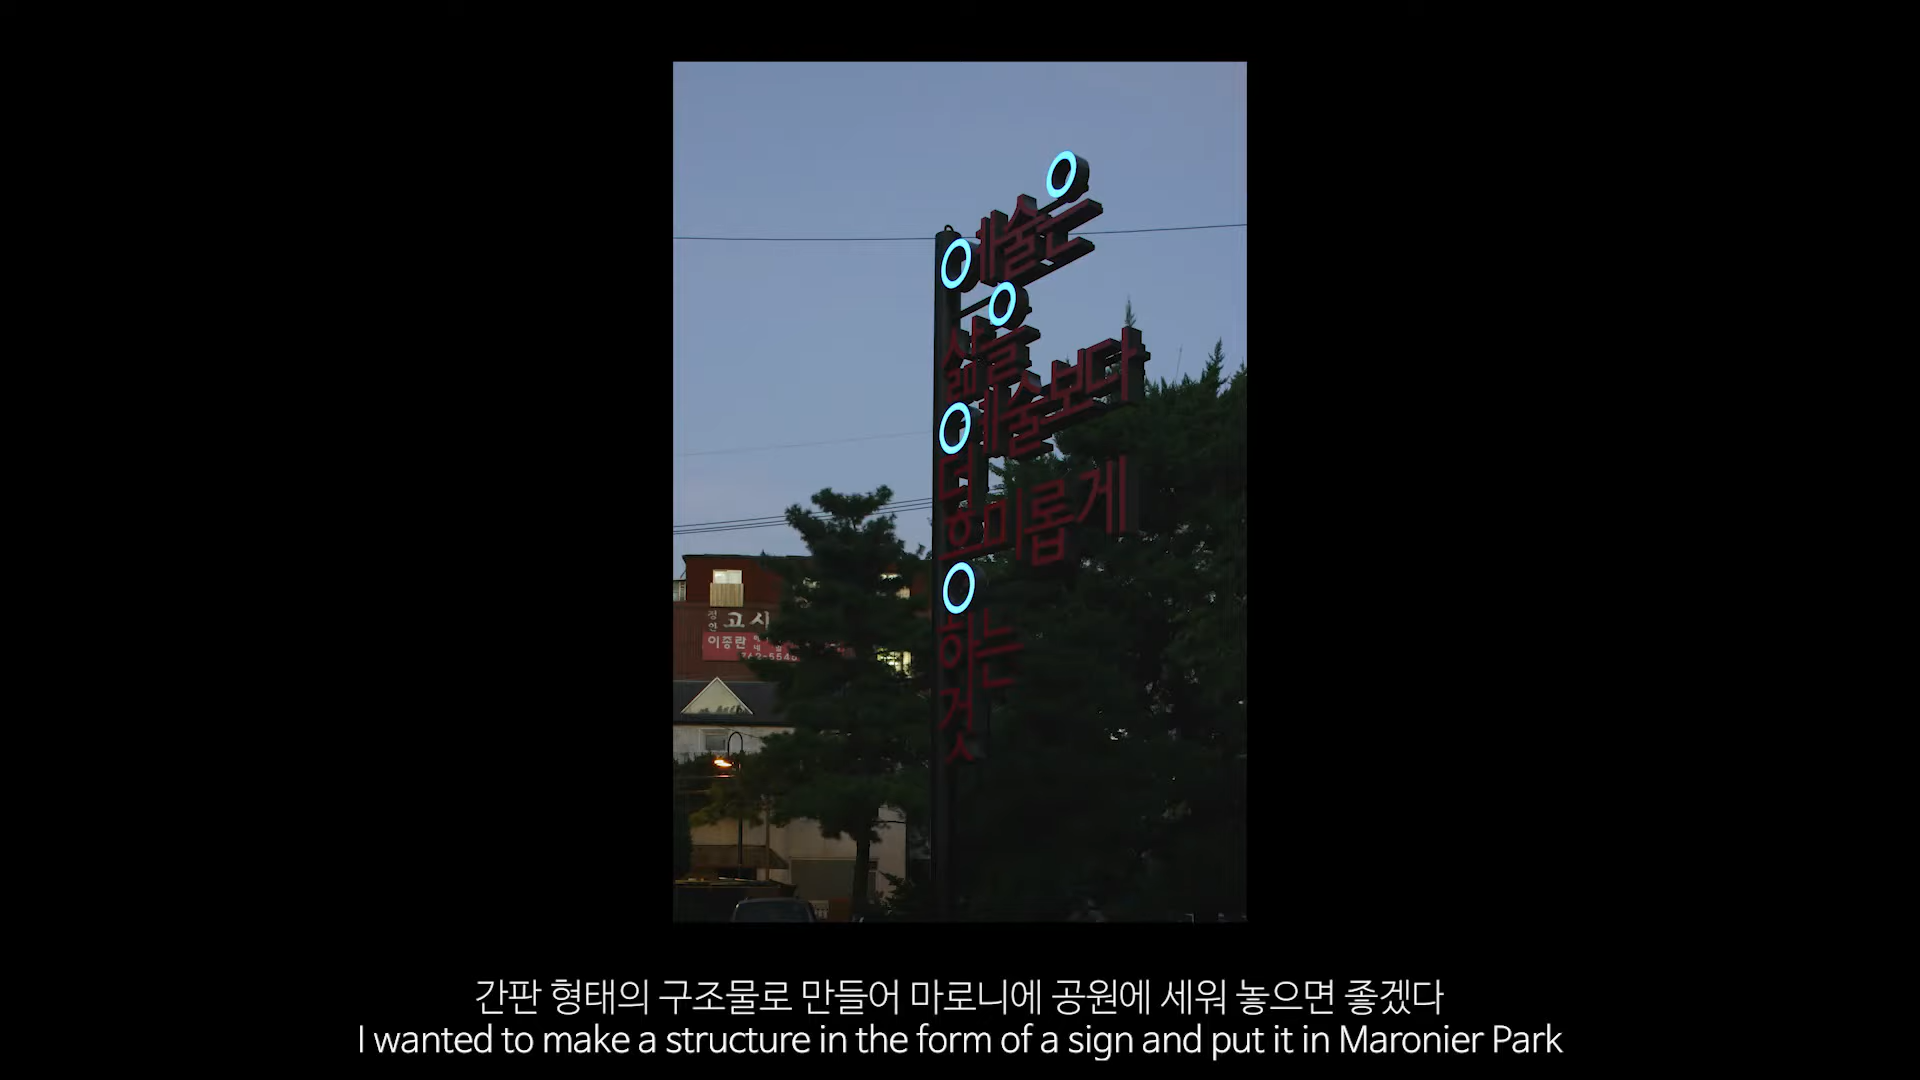 예술은
삶을
예술보다
더
흥미롭게
하는
것
고시
이종란
간판 형태의 구조물로 만들어 마로니에 공원에 세워 놓으면 좋겠다
I wanted to make a structure in the form of a sign and put it in Maronier Park